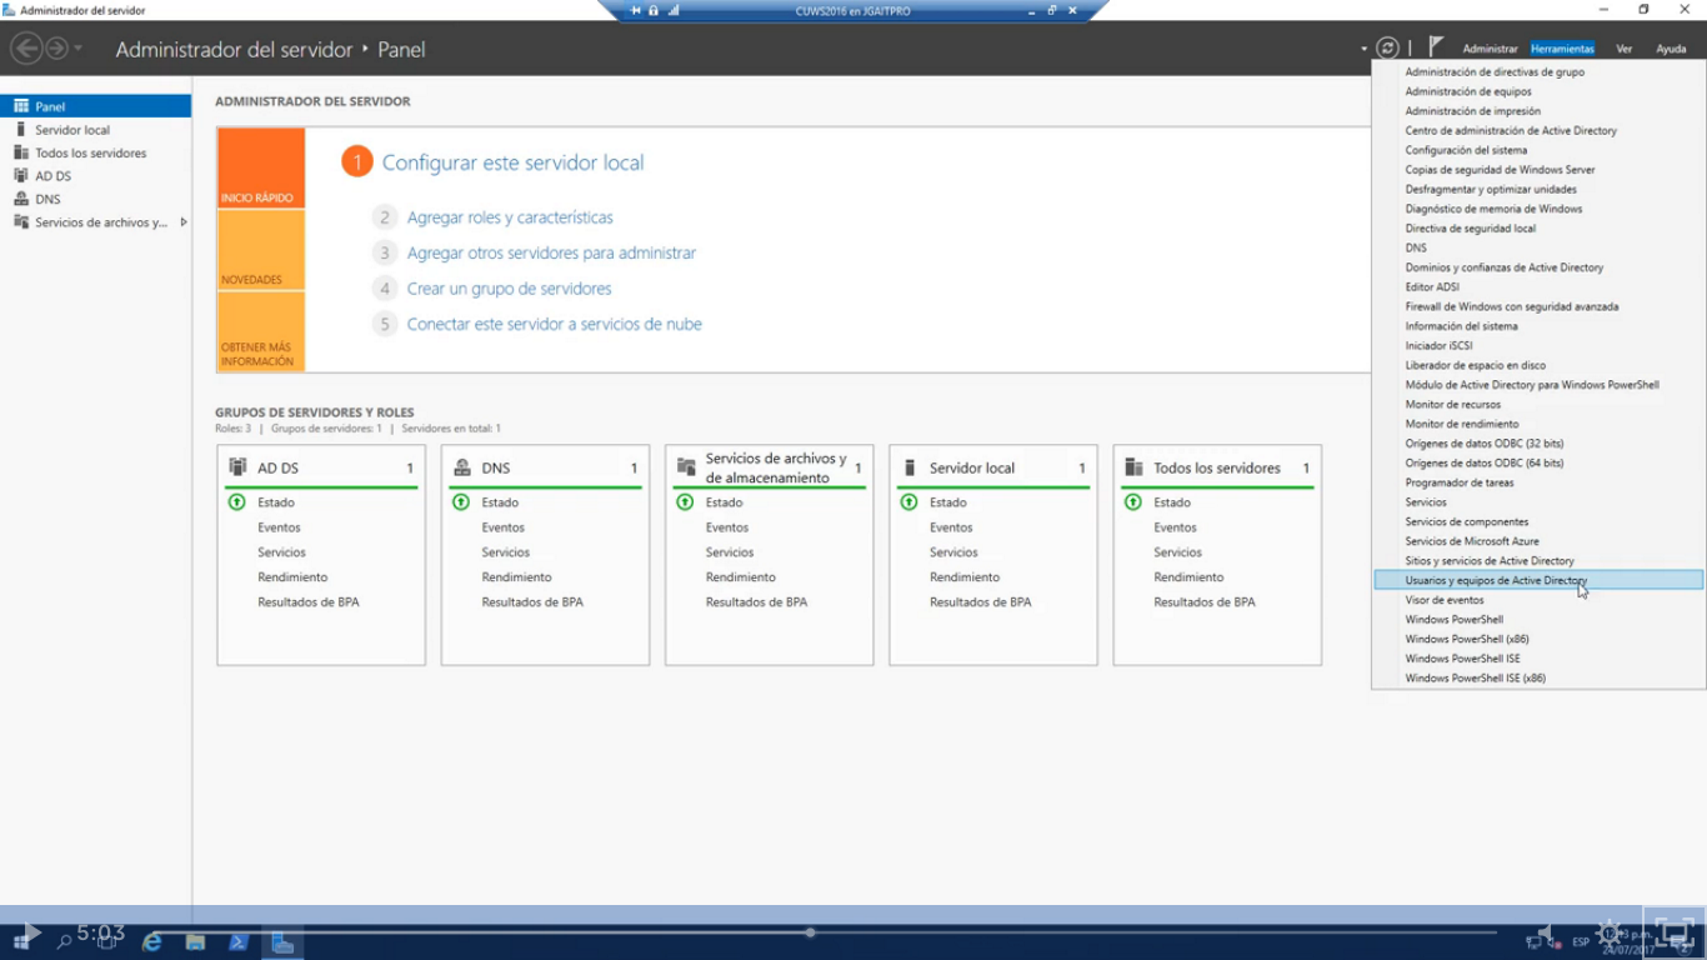 Administrador del servidor
CUWS2016 en JGAITPRO
Administrador del servidor ‣ Panel
Administrar
Herramientas
Ver
Ayuda
Panel
Servidor local
Todos los servidores
AD DS
DNS
Servicios de archivos y...
ADMINISTRADOR DEL SERVIDOR
INICIO RÁPIDO
NOVEDADES
OBTENER MÁS
INFORMACIÓN
1 Configurar este servidor local
2 Agregar roles y características
3 Agregar otros servidores para administrar
4 Crear un grupo de servidores
5 Conectar este servidor a servicios de nube
GRUPOS DE SERVIDORES Y ROLES
Roles: 3 | Grupos de servidores: 1 | Servidores en total: 1
AD DS 1
Estado
Eventos
Servicios
Rendimiento
Resultados de BPA
DNS 1
Estado
Eventos
Servicios
Rendimiento
Resultados de BPA
Servicios de archivos y
de almacenamiento 1
Estado
Eventos
Servicios
Rendimiento
Resultados de BPA
Servidor local 1
Estado
Eventos
Servicios
Rendimiento
Resultados de BPA
Todos los servidores 1
Estado
Eventos
Servicios
Rendimiento
Resultados de BPA
Administración de directivas de grupo
Administración de equipos
Administración de impresión
Centro de administración de Active Directory
Configuración del sistema
Copias de seguridad de Windows Server
Desfragmentar y optimizar unidades
Diagnóstico de memoria de Windows
Directiva de seguridad local
DNS
Dominios y confianzas de Active Directory
Editor ADSI
Firewall de Windows con seguridad avanzada
Información del sistema
Iniciador iSCSI
Liberador de espacio en disco
Módulo de Active Directory para Windows PowerShell
Monitor de recursos
Monitor de rendimiento
Orígenes de datos ODBC (32 bits)
Orígenes de datos ODBC (64 bits)
Programador de tareas
Servicios
Servicios de componentes
Servicios de Microsoft Azure
Sitios y servicios de Active Directory
Usuarios y equipos de Active Directory
Visor de eventos
Windows PowerShell
Windows PowerShell (x86)
Windows PowerShell ISE
Windows PowerShell ISE (x86)
5:03
ESP
p.m.
24/07/2017